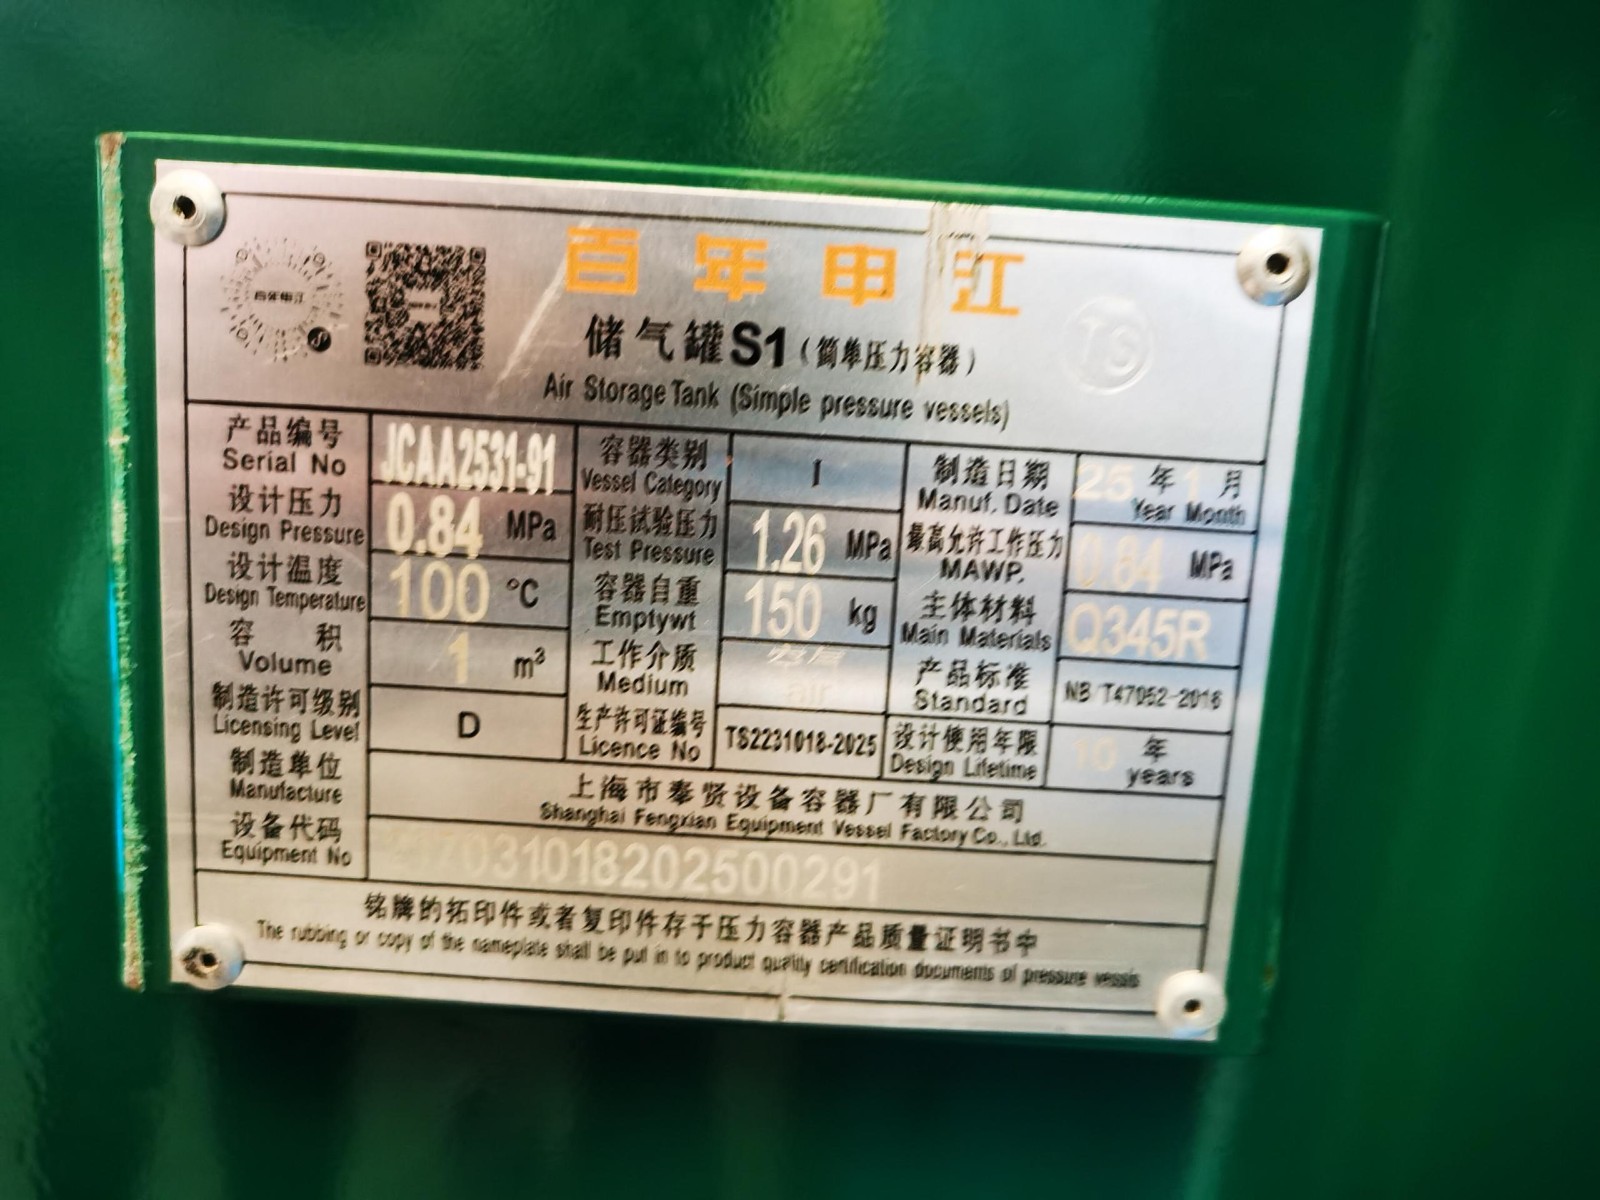 百年申江
百年申江
储气罐S1(简单压力容器)
TS
Air Storage Tank (Simple pressure vessels)
产品编号 JCAA2531-91 容器类别 I 制造日期 25 年 1 月
Serial No Vessel Category Manuf. Date Year Month
设计压力 0.84 MPa 耐压试验压力 1.26 MPa 最高允许工作压力 0.84 MPa
Design Pressure Test Pressure MAWP.
设计温度 100 ℃ 容器自重 150 kg 主体材料 Q345R
Design Temperature Emptywt Main Materials
容 积 1 m³ 工作介质 产品标准 NB/T47052-2016
Volume Medium air Standard
制造许可级别 D 生产许可证编号 TS2231018-2025 设计使用年限 10 年
Licensing Level Licence No Design Lifetime years
制造单位 上海市奉贤设备容器厂有限公司
Manufacture Shanghai Fengxian Equipment Vessel Factory Co., Ltd.
设备代码
Equipment No
铭牌的拓印件或者复印件存于压力容器产品质量证明书中
The rubbing or copy of the nameplate shall be put in to product quality certification documents of pressure vessis